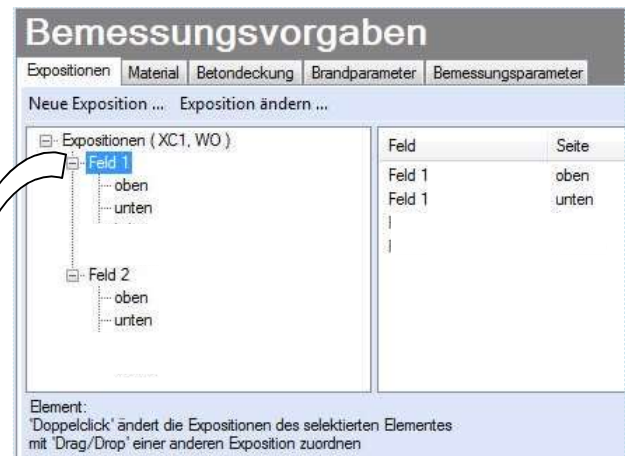 Bemessungsvorgaben
Expositionen Material Betondeckung Brandparameter Bemessungsparameter
Neue Exposition ... Exposition ändern ...
Expositionen ( XC1, WO )
Feld 1
oben
unten
Feld 2
oben
unten
Feld Seite
Feld 1 oben
Feld 1 unten
Element:
'Doppelclick' ändert die Expositionen des selektierten Elementes
mit 'Drag/Drop' einer anderen Exposition zuordnen